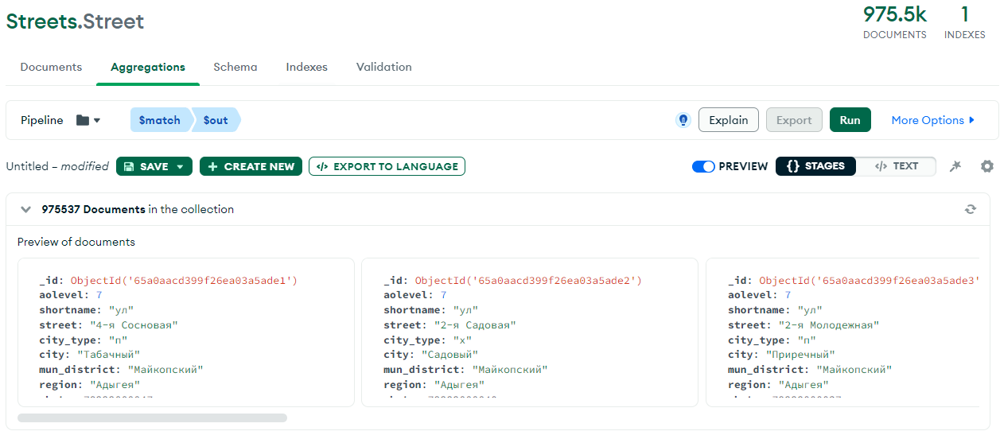 Streets.Street
975.5k 1
DOCUMENTS INDEXES
Documents Aggregations Schema Indexes Validation
Pipeline $match $out Explain Export Run More Options
Untitled – modified SAVE + CREATE NEW </> EXPORT TO LANGUAGE PREVIEW {} STAGES </> TEXT
975537 Documents in the collection
Preview of documents
_id: ObjectId('65a0aacd399f26ea03a5ade1')
aolevel: 7
shortname: "ул"
street: "4-я Сосновая"
city_type: "п"
city: "Табачный"
mun_district: "Майкопский"
region: "Адыгея"
_id: ObjectId('65a0aacd399f26ea03a5ade2')
aolevel: 7
shortname: "ул"
street: "2-я Садовая"
city_type: "х"
city: "Садовый"
mun_district: "Майкопский"
region: "Адыгея"
_id: ObjectId('65a0aacd399f26ea03a5ade3'
aolevel: 7
shortname: "ул"
street: "2-я Молодежная"
city_type: "п"
city: "Приречный"
mun_district: "Майкопский"
region: "Адыгея"